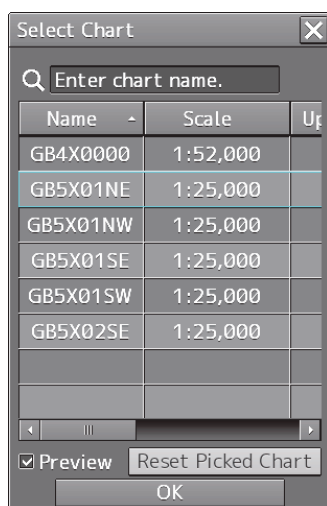 Select Chart
Enter chart name.
Name Scale Up
GB4X0000 1:52,000
GB5X01NE 1:25,000
GB5X01NW 1:25,000
GB5X01SE 1:25,000
GB5X01SW 1:25,000
GB5X02SE 1:25,000
Preview Reset Picked Chart
OK